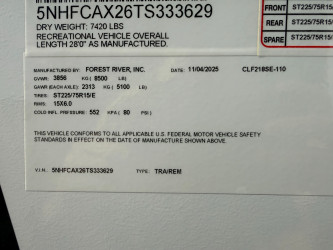 5NHFCAX26TS333629
DRY WEIGHT: 7420 LBS
RECREATIONAL VEHICLE OVERALL
LENGTH 28'0" AS MANUFACTURED.
FRONT ST225/75R15/
REAR ST225/75R15/
SPARE ST225/75R15/
MANUFACTURED BY: FOREST RIVER, INC. DATE: 11/04/2025 CLF218SE-110
GVWR: 3856 KG ( 8500 LB)
GAWR (EACH AXLE): 2313 KG ( 5100 LB)
TIRES: ST225/75R15/E
RIMS: 15X6.0
COLD INFL. PRESSURE: 552 KPA ( 80 PSI)
THIS VEHICLE CONFORMS TO ALL APPLICABLE U.S. FEDERAL MOTOR VEHICLE SAFETY
STANDARDS IN EFFECT ON THE DATE OF MANUFACTURE SHOWN ABOVE.
V.I.N.: 5NHFCAX26TS333629 TYPE: TRA/REM